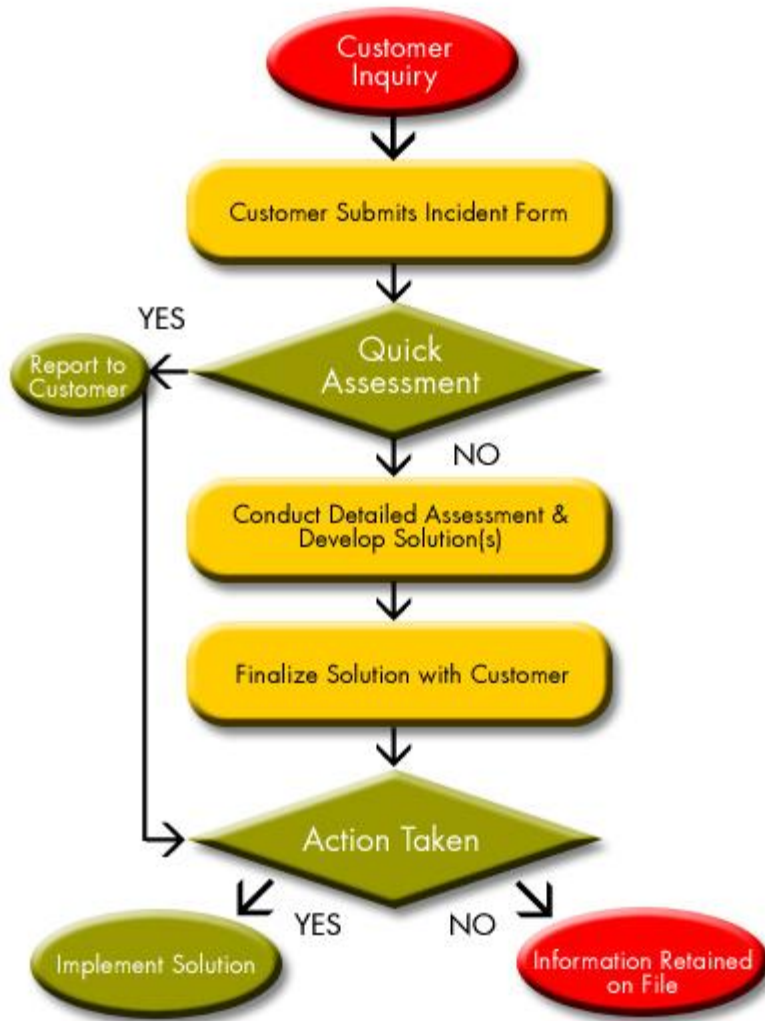 Customer
Inquiry
Customer Submits Incident Form
YES
Quick
Assessment
Report to
Customer
NO
Conduct Detailed Assessment &
Develop Solution(s)
Finalize Solution with Customer
Action Taken
YES
NO
Implement Solution
Information Retained
on File